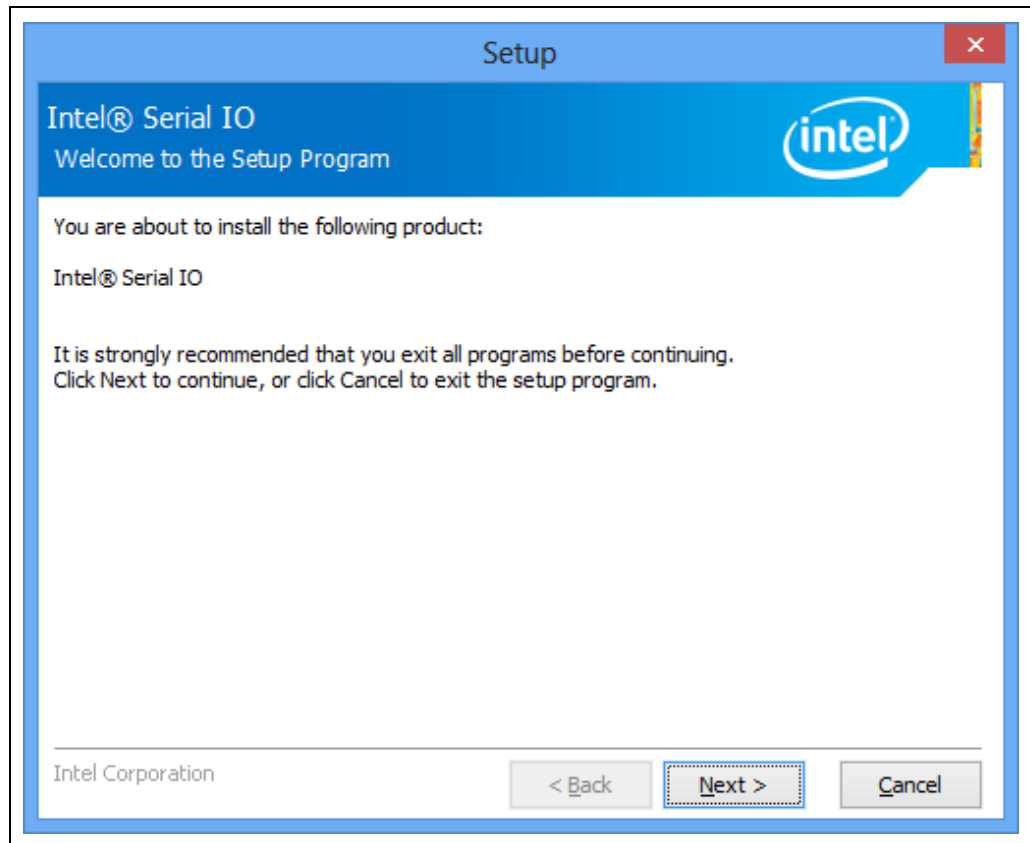 Setup
Intel® Serial IO
Welcome to the Setup Program
intel
You are about to install the following product:
Intel® Serial IO
It is strongly recommended that you exit all programs before continuing.
Click Next to continue, or click Cancel to exit the setup program.
Intel Corporation
< Back
Next >
Cancel